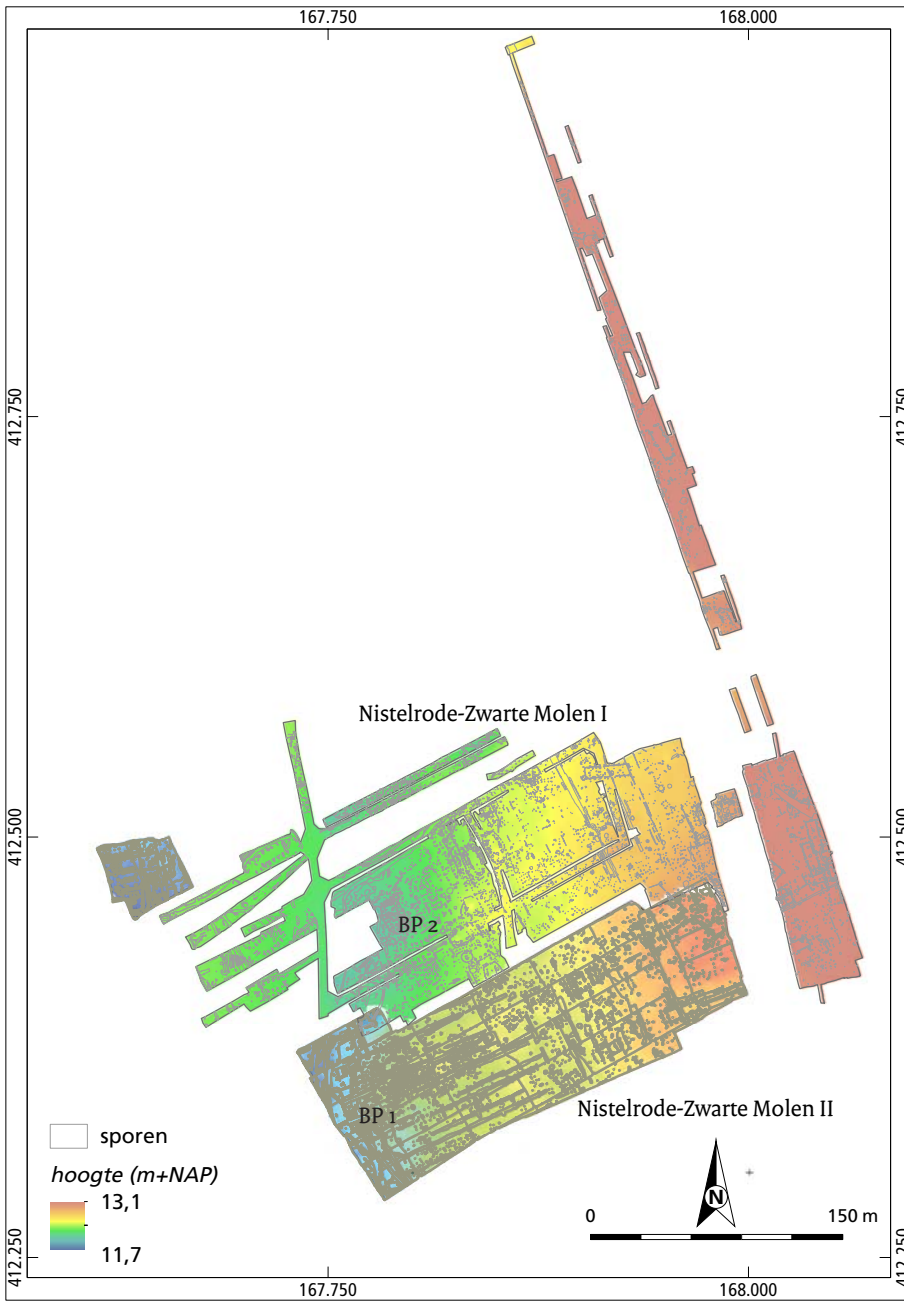 167.750
168.000
412.750
412.750
Nistelrode-Zwarte Molen I
412.500
412.500
BP 2
BP 1
Nistelrode-Zwarte Molen II
sporen
hoogte (m+NAP)
13,1
11,7
N
0
150 m
412.250
412.250
167.750
168.000